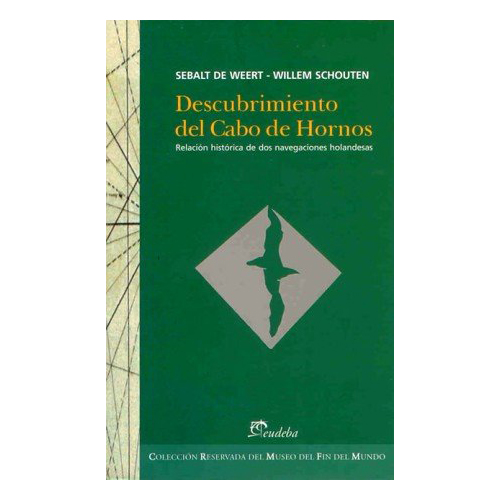 SEBALT DE WEERT - WILLEM SCHOUTEN
Descubrimiento
del Cabo de Hornos
Relación histórica de dos navegaciones holandesas
eudeba
COLECCIÓN RESERVADA DEL MUSEO DEL FIN DEL MUNDO